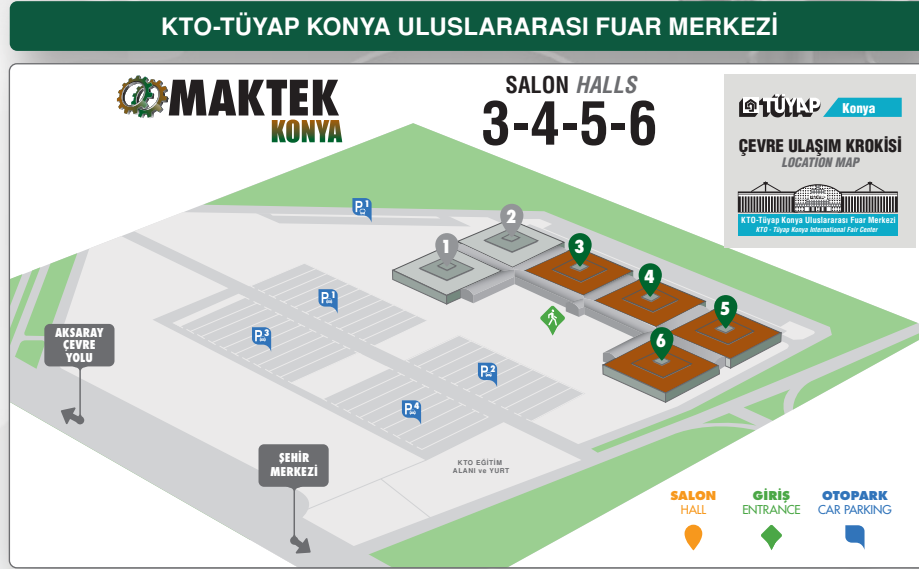 KTO-TÜYAP KONYA ULUSLARARASI FUAR MERKEZİ
MAKTEK
KONYA
SALON HALLS
3-4-5-6
TÜYAP Konya
ÇEVRE ULAŞIM KROKİSİ
LOCATION MAP
KTO-Tüyap Konya Uluslararası Fuar Merkezi
KTO - Tüyap Konya International Fair Center
P1
2
1
3
4
5
6
P1
P3
P2
P4
AKSARAY
ÇEVRE
YOLU
ŞEHİR
MERKEZİ
KTO EĞİTİM
ALANI ve YURT
SALON
HALL
GİRİŞ
ENTRANCE
OTOPARK
CAR PARKING